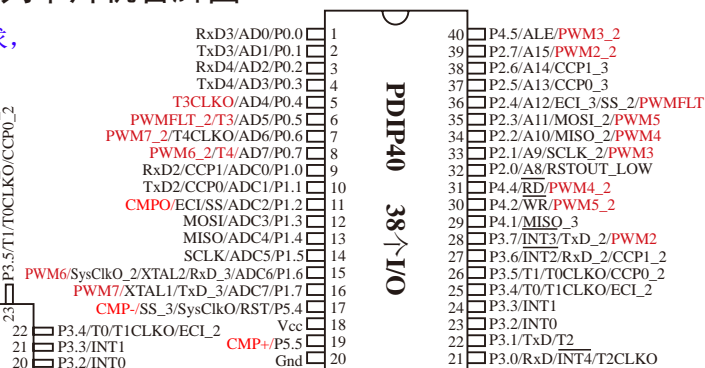 求,
RxD3/AD0/P0.0 1
TxD3/AD1/P0.1 2
RxD4/AD2/P0.2 3
TxD4/AD3/P0.3 4
T3CLKO/AD4/P0.4 5
PWMFLT_2/T3/AD5/P0.5 6
PWM7_2/T4CLKO/AD6/P0.6 7
PWM6_2/T4/AD7/P0.7 8
RxD2/CCP1/ADC0/P1.0 9
TxD2/CCP0/ADC1/P1.1 10
CMPO/ECI/SS/ADC2/P1.2 11
MOSI/ADC3/P1.3 12
MISO/ADC4/P1.4 13
SCLK/ADC5/P1.5 14
PWM6/SysClkO_2/XTAL2/RxD_3/ADC6/P1.6 15
PWM7/XTAL1/TxD_3/ADC7/P1.7 16
CMP-/SS_3/SysClkO/RST/P5.4 17
Vcc 18
CMP+/P5.5 19
Gnd 20
PDIP40 38个I/O
40 P4.5/ALE/PWM3_2
39 P2.7/A15/PWM2_2
38 P2.6/A14/CCP1_3
37 P2.5/A13/CCP0_3
36 P2.4/A12/ECI_3/SS_2/PWMFLT
35 P2.3/A11/MOSI_2/PWM5
34 P2.2/A10/MISO_2/PWM4
33 P2.1/A9/SCLK_2/PWM3
32 P2.0/A8/RSTOUT_LOW
31 P4.4/RD/PWM4_2
30 P4.2/WR/PWM5_2
29 P4.1/MISO_3
28 P3.7/INT3/TxD_2/PWM2
27 P3.6/INT2/RxD_2/CCP1_2
26 P3.5/T1/T0CLKO/CCP0_2
25 P3.4/T0/T1CLKO/ECI_2
24 P3.3/INT1
23 P3.2/INT0
22 P3.1/TxD/T2
21 P3.0/RxD/INT4/T2CLKO
23 P3.5/T1/T0CLKO/CCP0_2
22 P3.4/T0/T1CLKO/ECI_2
21 P3.3/INT1
20 P3.2/INT0